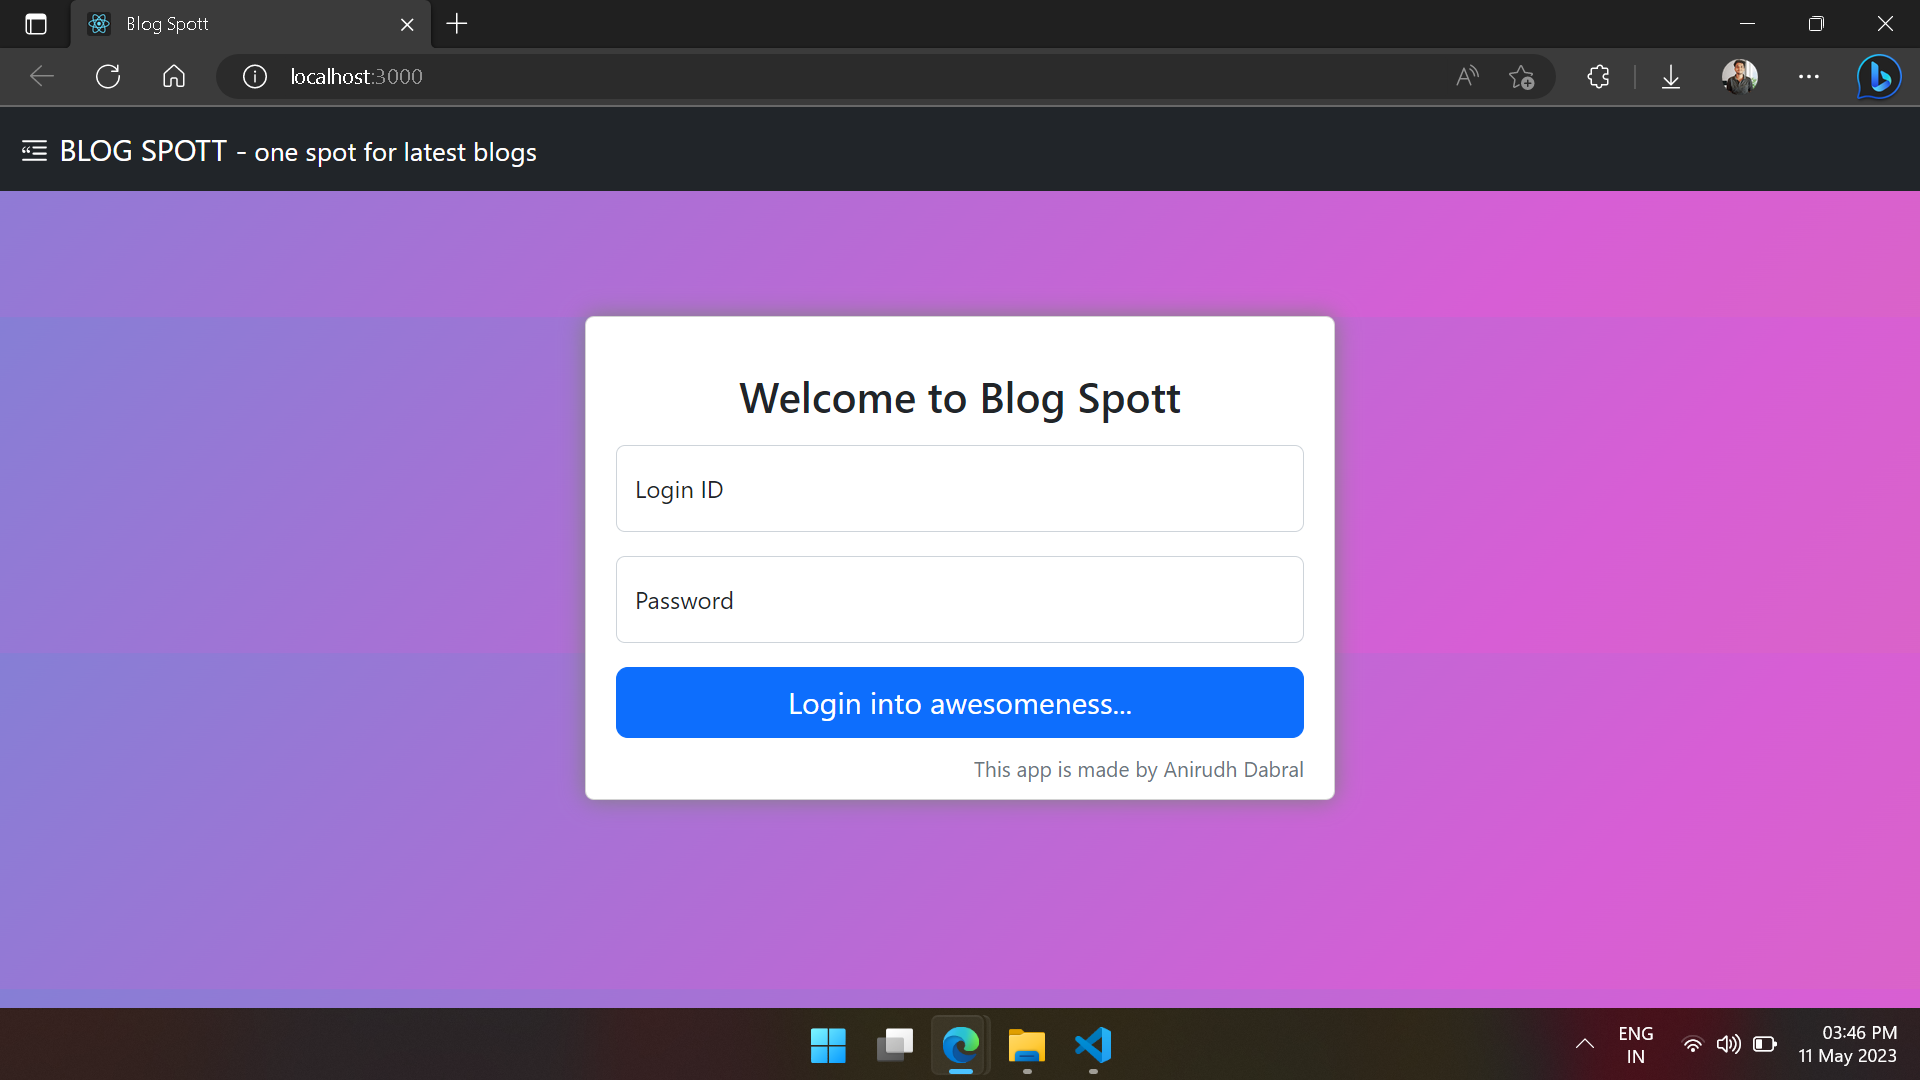 Blog Spott
localhost:3000
BLOG SPOTT - one spot for latest blogs
Welcome to Blog Spott
Login ID
Password
Login into awesomeness...
This app is made by Anirudh Dabral
ENG
IN
03:46 PM
11 May 2023